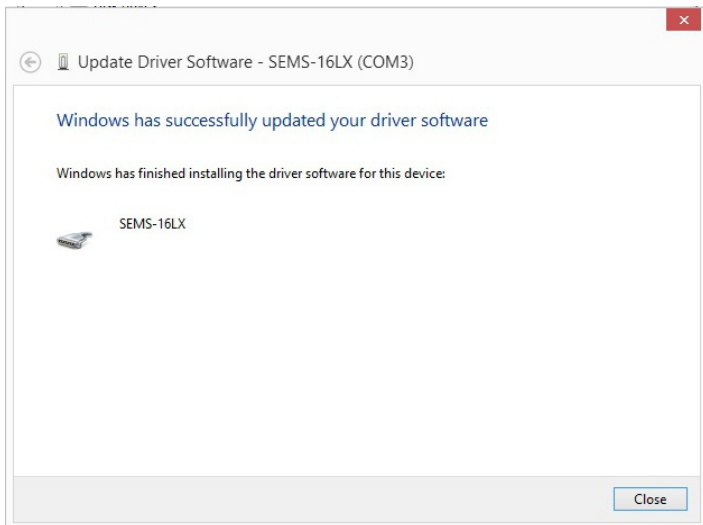 Update Driver Software - SEMS-16LX (COM3)
Windows has successfully updated your driver software
Windows has finished installing the driver software for this device:
SEMS-16LX
Close